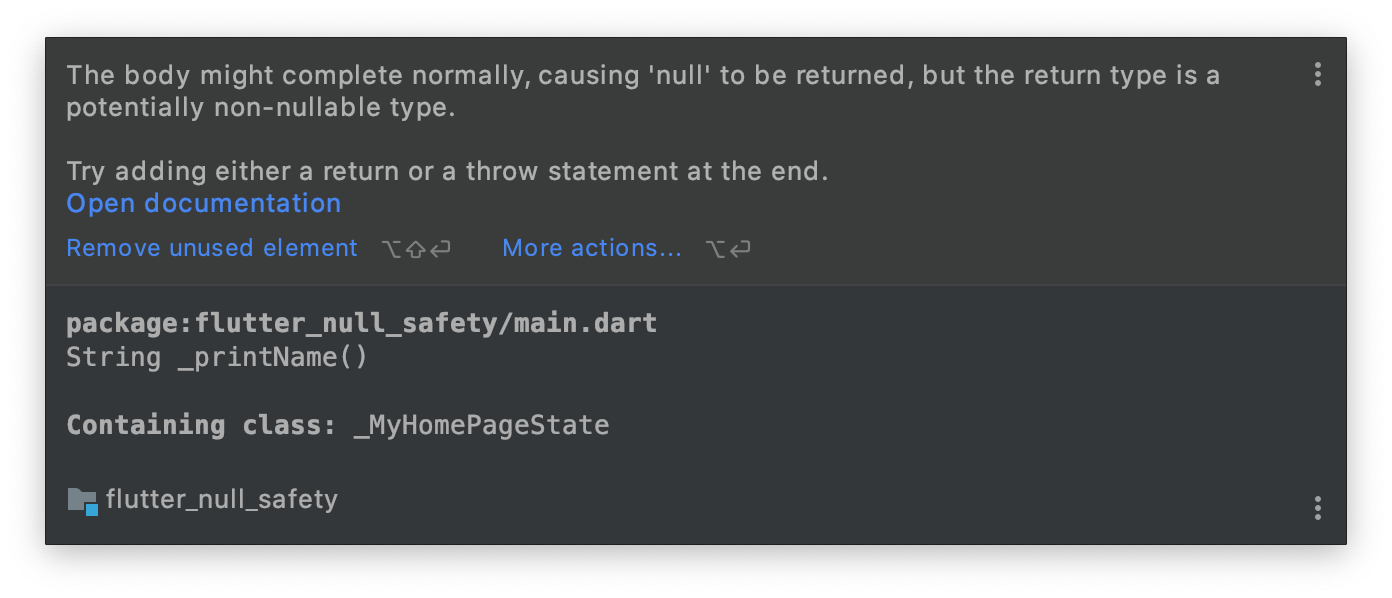 The body might complete normally, causing 'null' to be returned, but the return type is a
potentially non-nullable type.
Try adding either a return or a throw statement at the end.
Open documentation
Remove unused element ⌥⇧⏎ More actions... ⌥⏎
package:flutter_null_safety/main.dart
String _printName()
Containing class: _MyHomePageState
flutter_null_safety